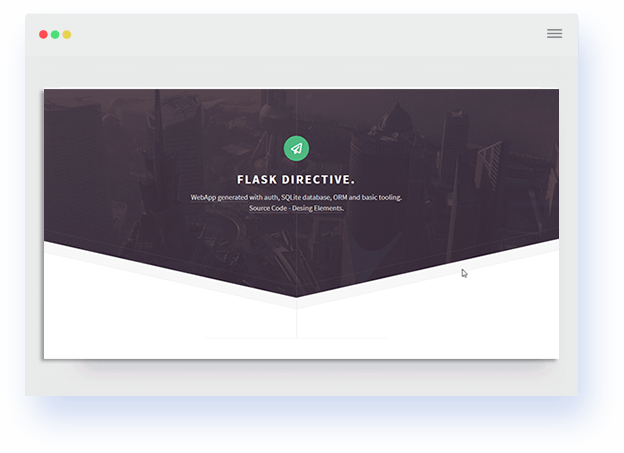 FLASK DIRECTIVE.
WebApp generated with auth, SQLite database, ORM and basic tooling.
Source Code - Desing Elements.